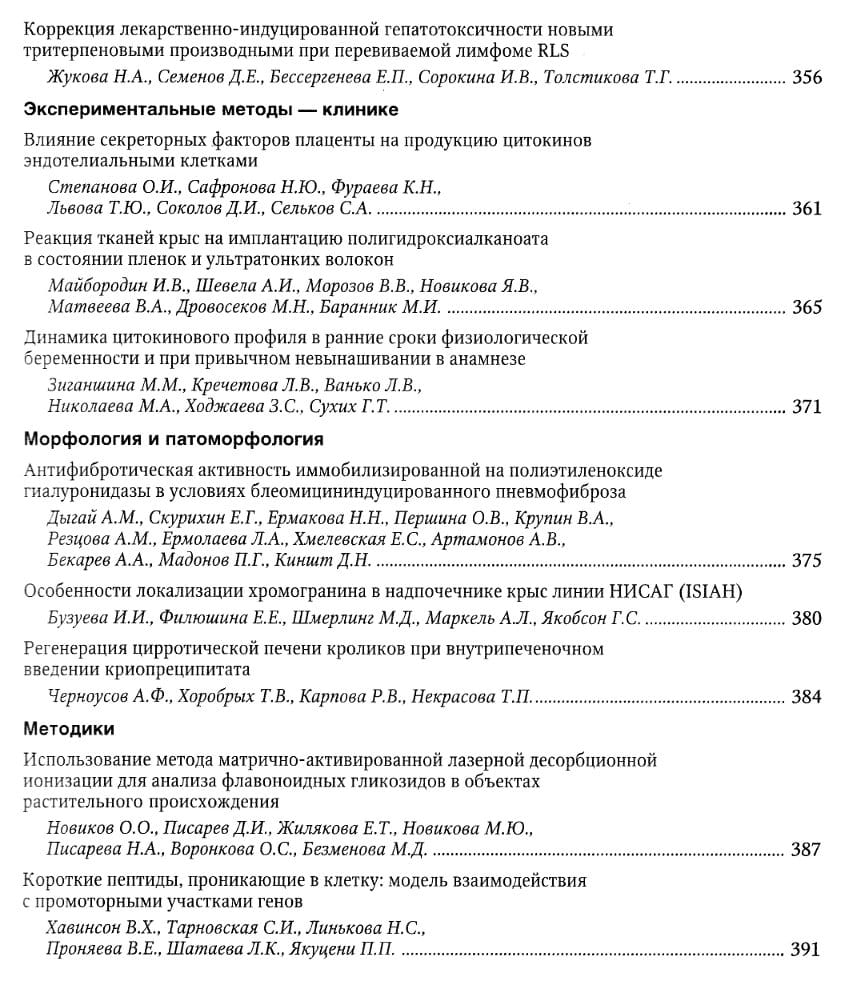 Коррекция лекарственно-индуцированной гепатотоксичности новыми
тритерпеновыми производными при перевиваемой лимфоме RLS
Жукова Н.А., Семенов Д.Е., Бессергенева Е.П., Сорокина И.В., Толстикова Т.Г. .......................... 356
Экспериментальные методы — клинике
Влияние секреторных факторов плаценты на продукцию цитокинов
эндотелиальными клетками
Степанова О.И., Сафронова Н.Ю., Фураева К.Н.,
Львова Т.Ю., Соколов Д.И., Сельков С.А. .......................... 361
Реакция тканей крыс на имплантацию полигидроксиалканоата
в состоянии пленок и ультратонких волокон
Майбородин И.В., Шевела А.И., Морозов В.В., Новикова Я.В.,
Матвеева В.А., Дровосеков М.Н., Баранник М.И. .......................... 365
Динамика цитокинового профиля в ранние сроки физиологической
беременности и при привычном невынашивании в анамнезе
Зиганшина М.М., Кречетова Л.В., Ванько Л.В.,
Николаева М.А., Ходжаева З.С., Сухих Г.Т. .......................... 371
Морфология и патоморфология
Антифибротическая активность иммобилизированной на полиэтиленоксиде
гиалуронидазы в условиях блеомицининдуцированного пневмофиброза
Дыгай А.М., Скурихин Е.Г., Ермакова Н.Н., Першина О.В., Крупин В.А.,
Резцова А.М., Ермолаева Л.А., Хмелевская Е.С., Артамонов А.В.,
Бекарев А.А., Мадонов П.Г., Киншт Д.Н. .......................... 375
Особенности локализации хромогранина в надпочечнике крыс линии НИСАГ (ISIAH)
Бузуева И.И., Филюшина Е.Е., Шмерлинг М.Д., Маркель А.Л., Якобсон Г.С. .......................... 380
Регенерация цирротической печени кроликов при внутрипеченочном
введении криопреципитата
Черноусов А.Ф., Хоробрых Т.В., Карпова Р.В., Некрасова Т.П. .......................... 384
Методики
Использование метода матрично-активированной лазерной десорбционной
ионизации для анализа флавоноидных гликозидов в объектах
растительного происхождения
Новиков О.О., Писарев Д.И., Жилякова Е.Т., Новикова М.Ю.,
Писарева Н.А., Воронкова О.С., Безменова М.Д. .......................... 387
Короткие пептиды, проникающие в клетку: модель взаимодействия
с промоторными участками генов
Хавинсон В.Х., Тарновская С.И., Линькова Н.С.,
Проняева В.Е., Шатаева Л.К., Якуцени П.П. .......................... 391